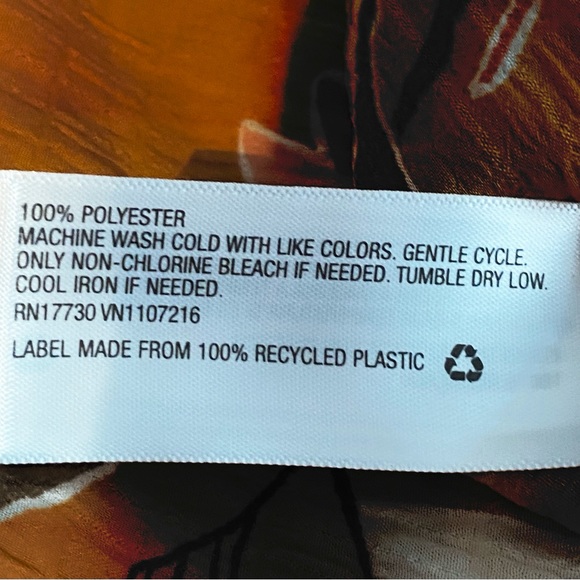 100% POLYESTER
MACHINE WASH COLD WITH LIKE COLORS. GENTLE CYCLE.
ONLY NON-CHLORINE BLEACH IF NEEDED. TUMBLE DRY LOW.
COOL IRON IF NEEDED.
RN17730 VN1107216
LABEL MADE FROM 100% RECYCLED PLASTIC